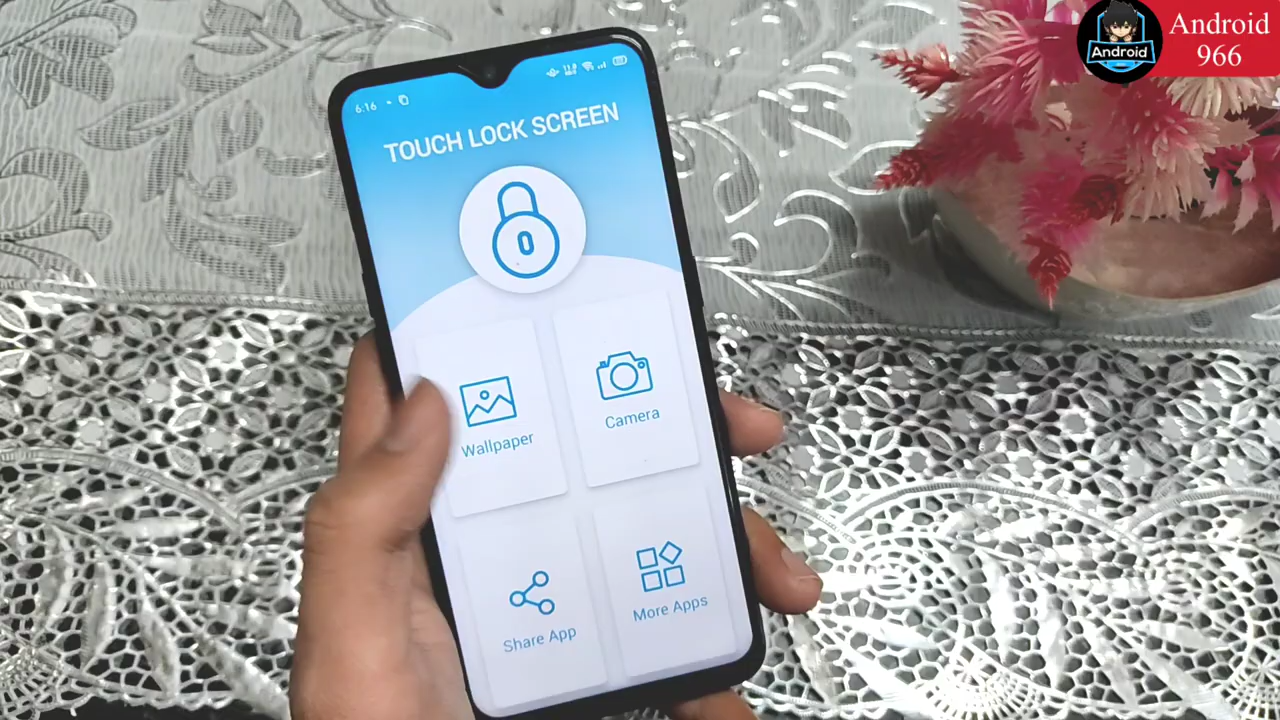 Android
966
Android
6:16
TOUCH LOCK SCREEN
Wallpaper
Camera
Share App
More Apps